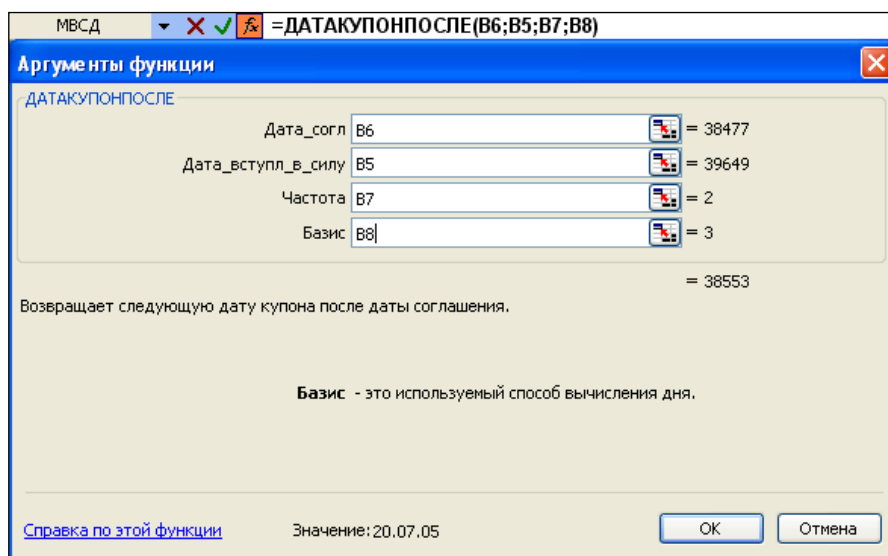 МВСД =ДАТАКУПОНПОСЛЕ(B6;B5;B7;B8)
Аргументы функции
ДАТАКУПОНПОСЛЕ
Дата_согл B6 = 38477
Дата_вступл_в_силу B5 = 39649
Частота B7 = 2
Базис B8 = 3
= 38553
Возвращает следующую дату купона после даты соглашения.
Базис - это используемый способ вычисления дня.
Справка по этой функции Значение: 20.07.05 ОК Отмена